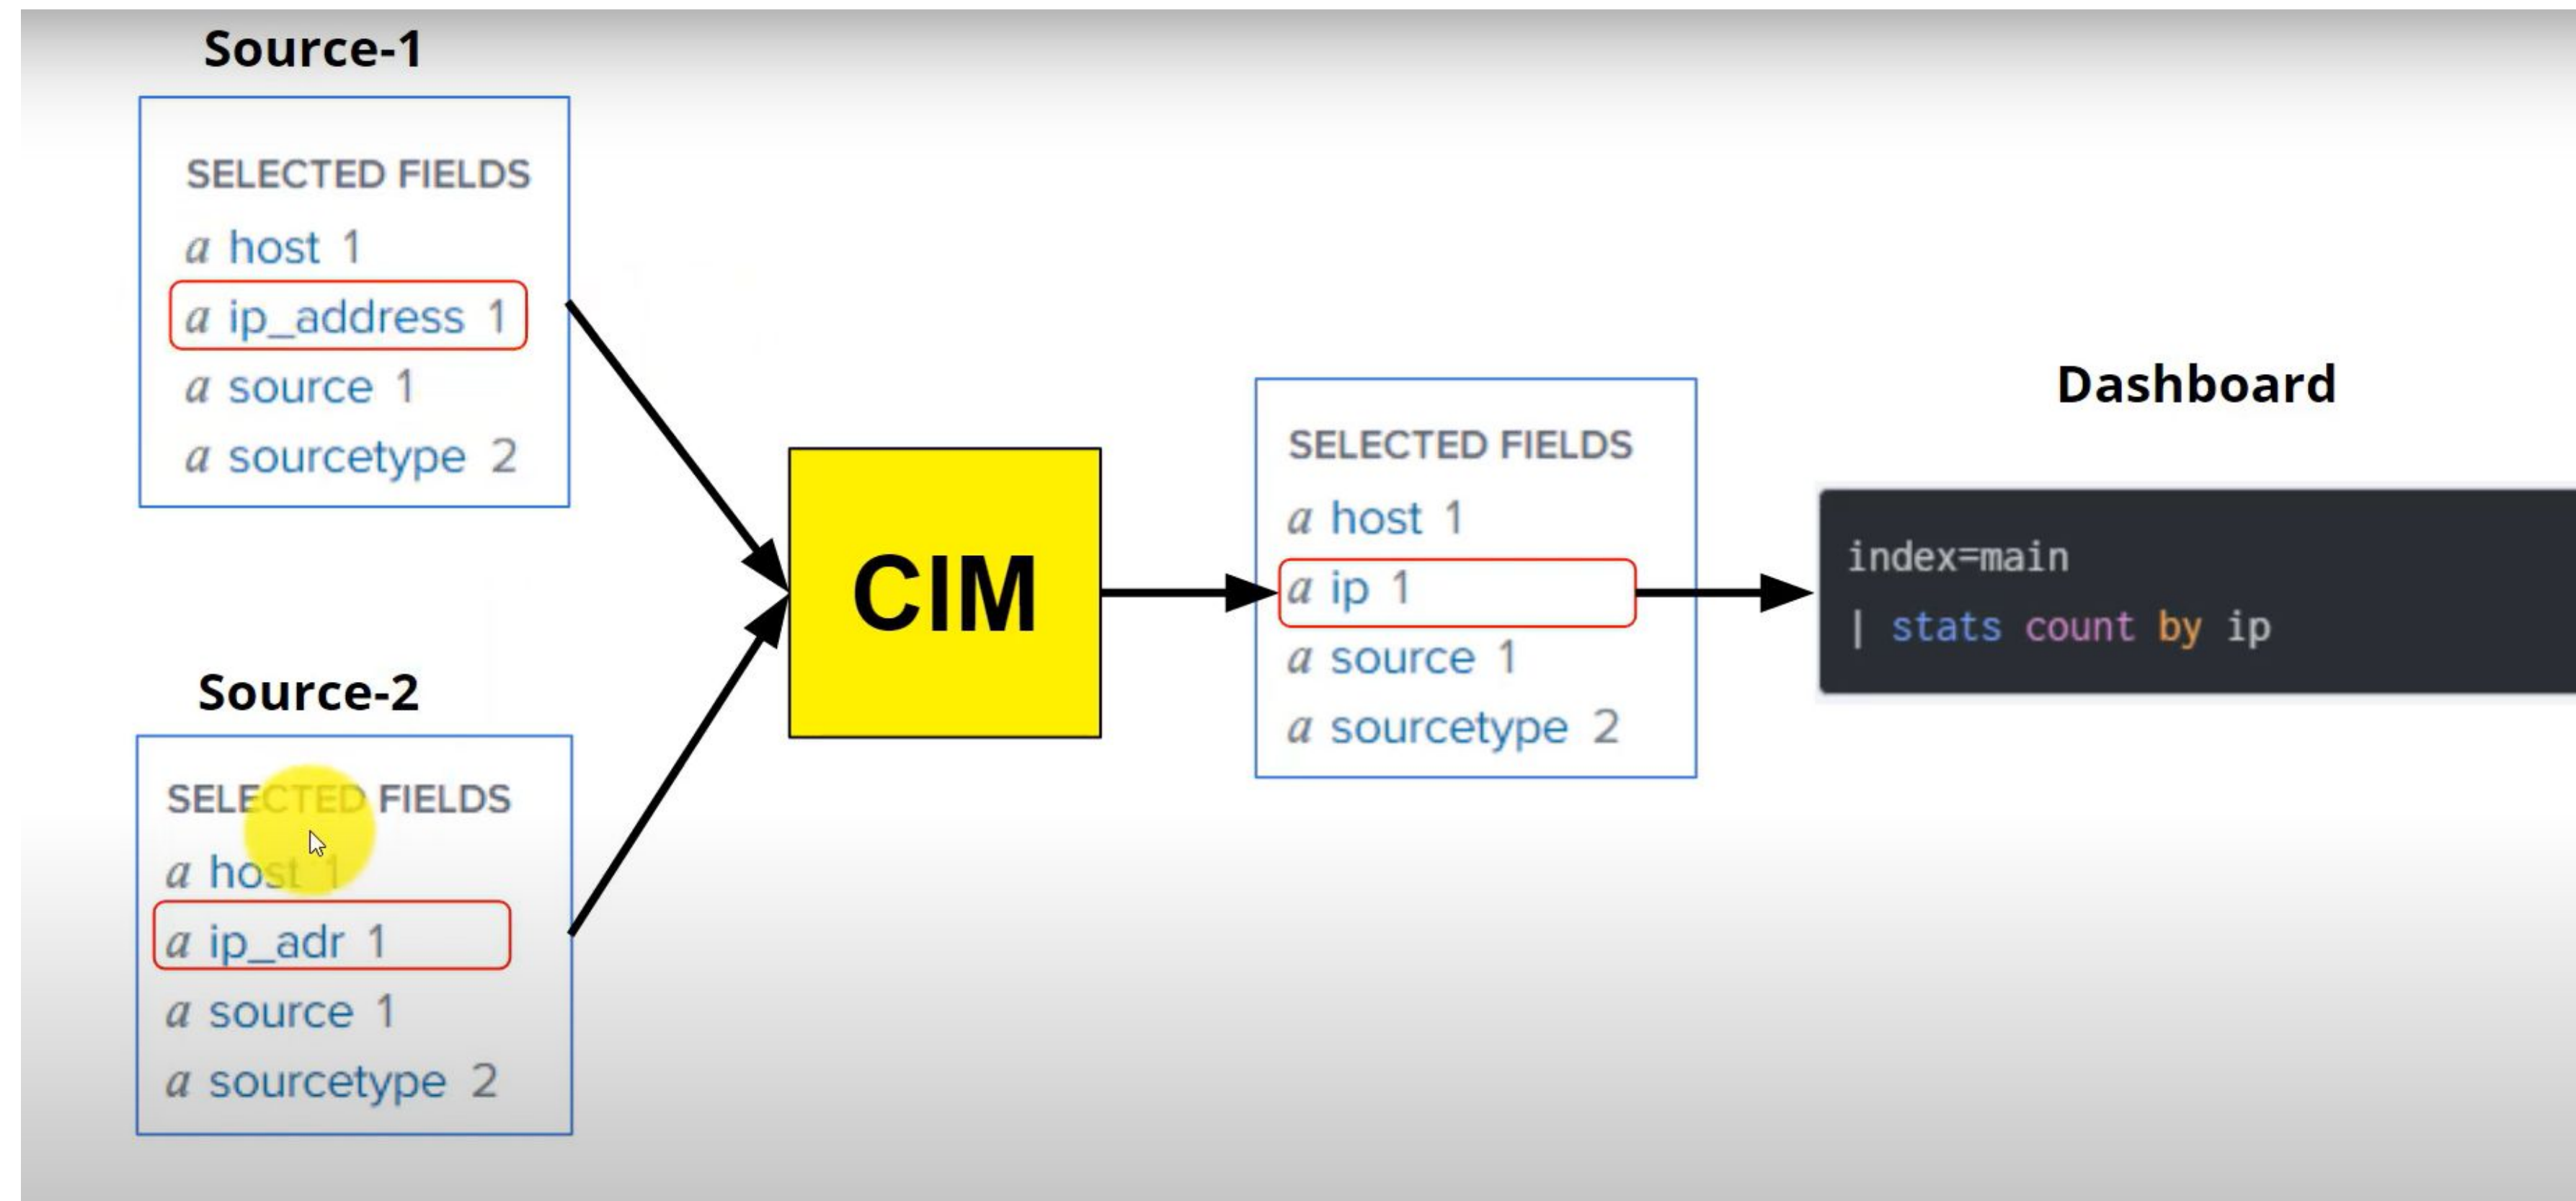 Source-1
SELECTED FIELDS
a host 1
a ip_address 1
a source 1
a sourcetype 2
Source-2
SELECTED FIELDS
a host 1
a ip_adr 1
a source 1
a sourcetype 2
CIM
SELECTED FIELDS
a host 1
a ip 1
a source 1
a sourcetype 2
Dashboard
index=main
| stats count by ip